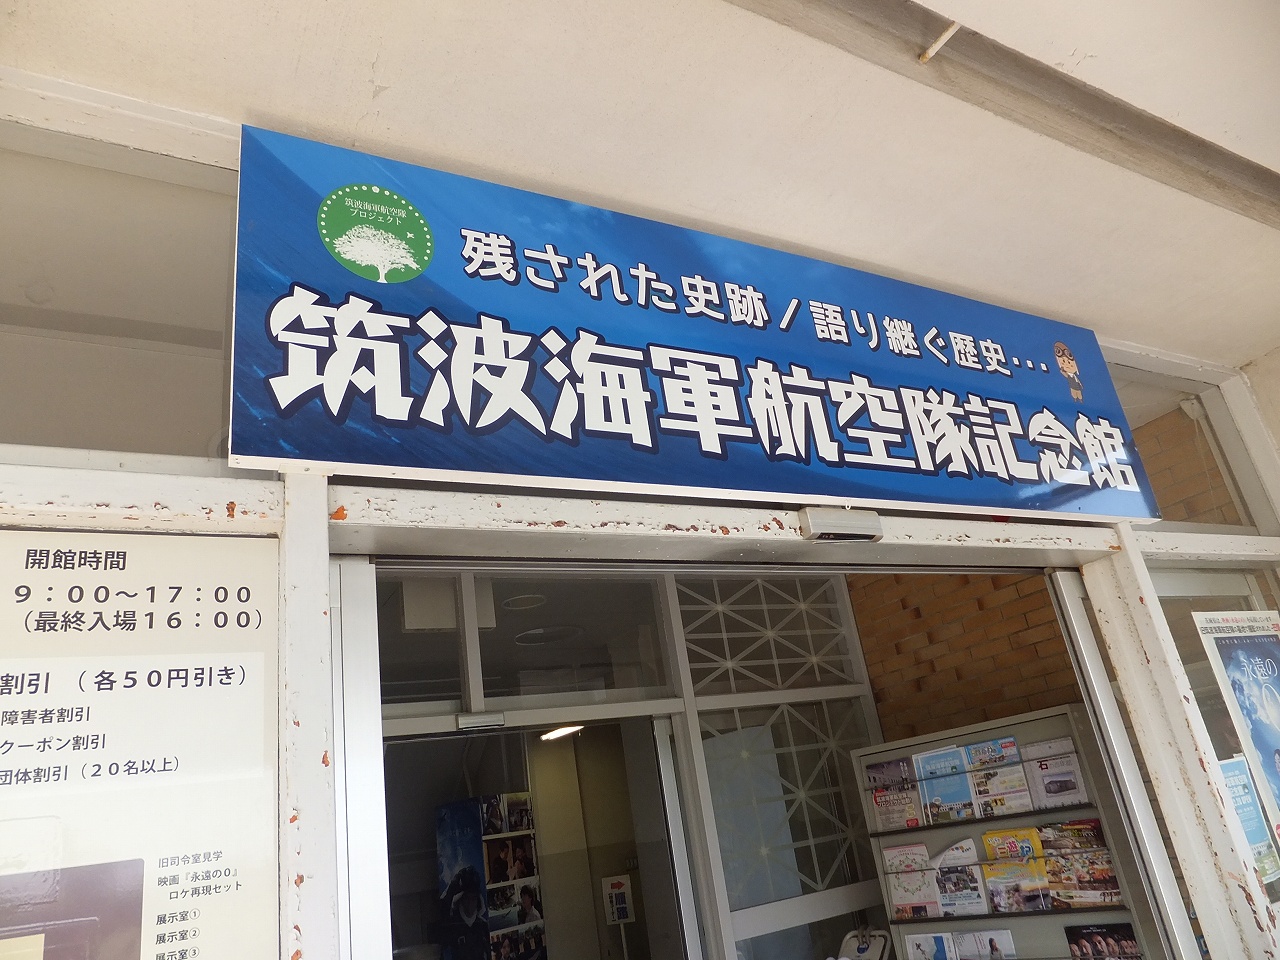 筑波海軍航空隊
プロジェクト
残された史跡/語り継ぐ歴史…
筑波海軍航空隊記念館
開館時間
9:00～17:00
(最終入場16:00)
割引 (各50円引き)
障害者割引
クーポン割引
団体割引(20名以上)
旧司令室見学
映画『永遠の0』
ロケ再現セット
展示室①
展示室②
展示室③
順路
永遠の
0